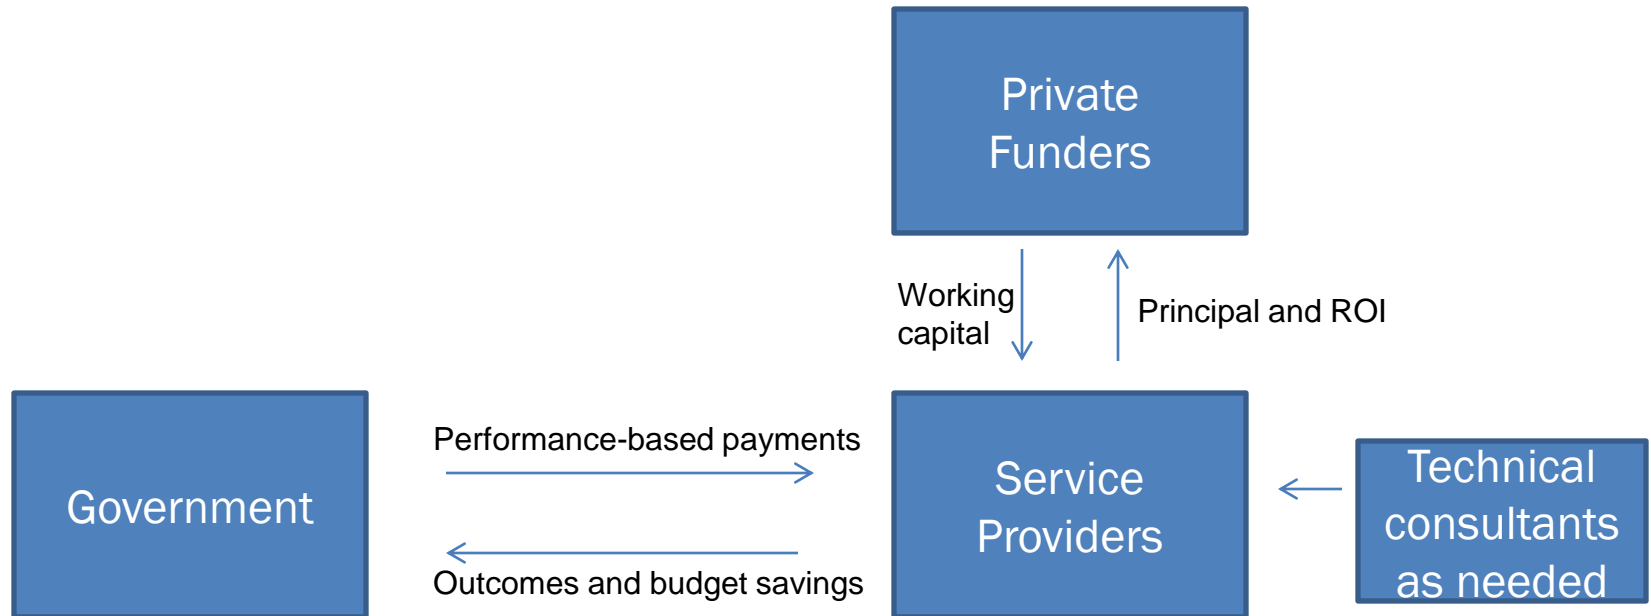 Private
Funders
Working
capital
Principal and ROI
Government
Performance-based payments
Outcomes and budget savings
Service
Providers
Technical
consultants
as needed